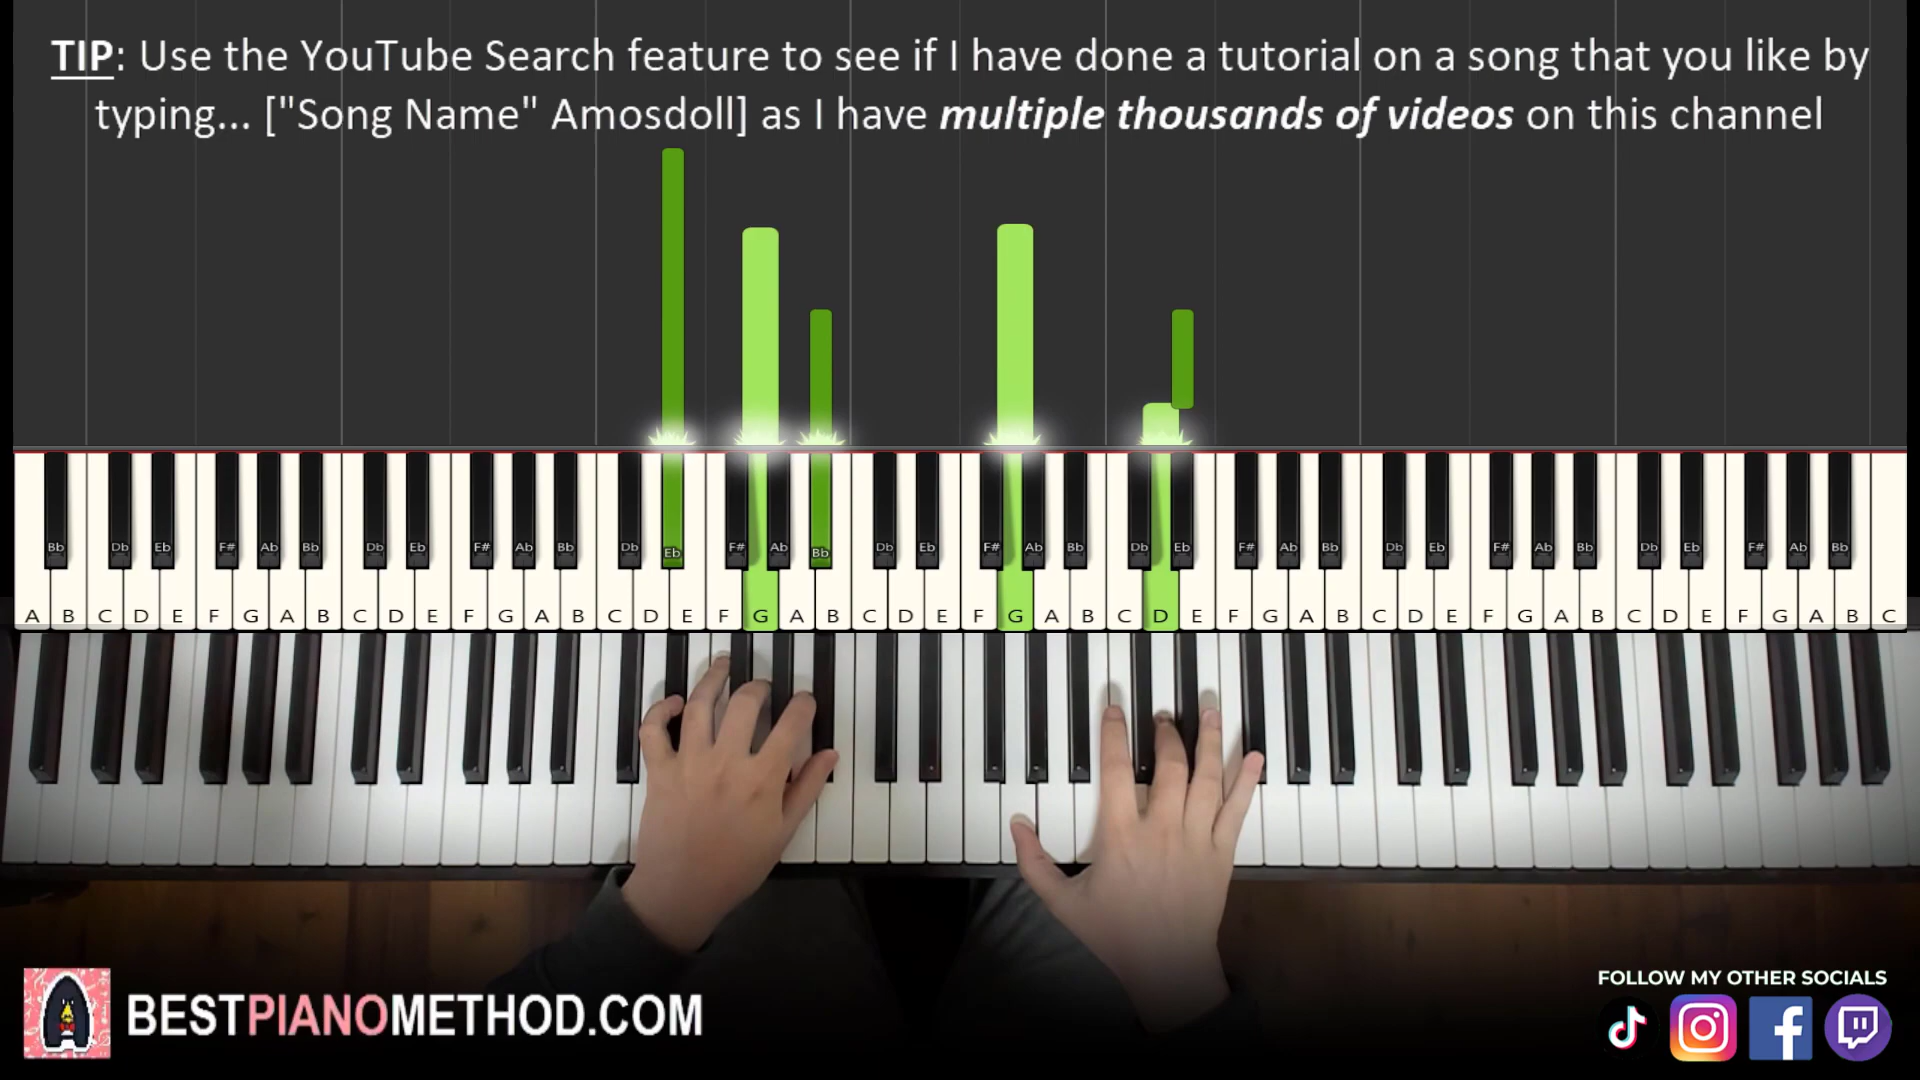 TIP: Use the YouTube Search feature to see if I have done a tutorial on a song that you like by
typing... ["Song Name" Amosdoll] as I have multiple thousands of videos on this channel
Bb Db Eb F# Ab Bb Db Eb F# Ab Bb Db Eb F# Ab Bb Db Eb F# Ab Bb Db Eb F# Ab Bb Db Eb F# Ab Bb Db Eb F# Ab Bb
A B C D E F G A B C D E F G A B C D E F G A B C D E F G A B C D E F G A B C D E F G A B C D E F G A B C
BESTPIANOMETHOD.COM
FOLLOW MY OTHER SOCIALS